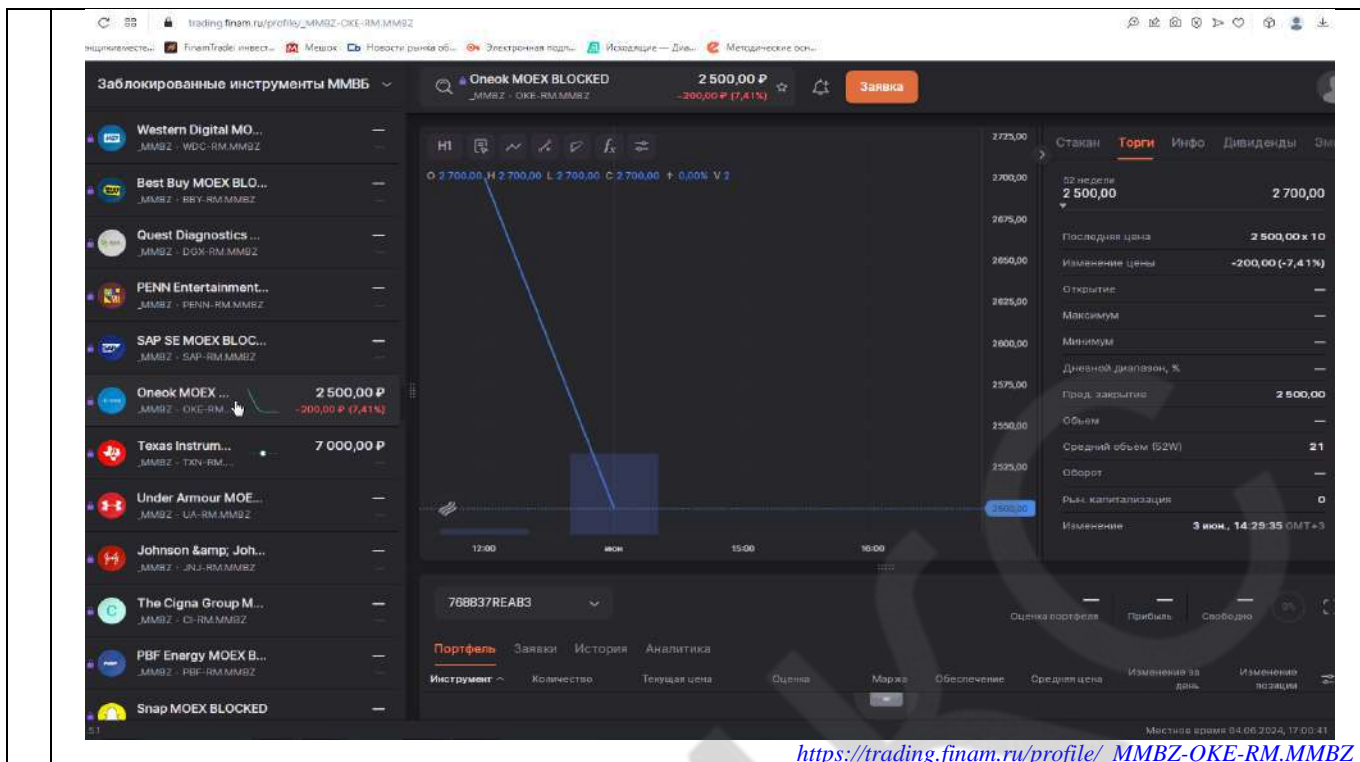 trading.finam.ru/profile/_MMBZ-OKE-RM.MMBZ
FinamTrade: инвест... Мешок Новости рынка об... Электронная подп... Исходящие — Диа... Методические осн...
Заблокированные инструменты ММВБ
Oneok MOEX BLOCKED 2 500,00 ₽
_MMBZ - OKE-RM.MMBZ -200,00 ₽ (7,41%)
Заявка
Western Digital MO... —
_MMBZ - WDC-RM.MMBZ —
Best Buy MOEX BLO... —
_MMBZ - BBY-RM.MMBZ —
Quest Diagnostics ... —
_MMBZ - DGX-RM.MMBZ —
PENN Entertainment... —
_MMBZ - PENN-RM.MMBZ —
SAP SE MOEX BLOC... —
_MMBZ - SAP-RM.MMBZ —
Oneok MOEX ... 2 500,00 ₽
_MMBZ - OKE-RM... -200,00 ₽ (7,41%)
Texas Instrum... 7 000,00 ₽
_MMBZ - TXN-RM.... —
Under Armour MOE... —
_MMBZ - UA-RM.MMBZ —
Johnson &amp; Joh... —
_MMBZ - JNJ-RM.MMBZ —
The Cigna Group M... —
_MMBZ - CI-RM.MMBZ —
PBF Energy MOEX B... —
_MMBZ - PBF-RM.MMBZ —
Snap MOEX BLOCKED —
H1 fx
O 2 700,00 H 2 700,00 L 2 700,00 C 2 700,00 + 0,00% V 2
2725,00
2700,00
2675,00
2650,00
2625,00
2600,00
2575,00
2550,00
2525,00
2500,00
12:00 июн 15:00 16:00
Стакан Торги Инфо Дивиденды Эм
52 недели
2 500,00 2 700,00
Последняя цена 2 500,00 x 10
Изменение цены -200,00 (-7,41%)
Открытие —
Максимум —
Минимум —
Дневной диапазон, % —
Пред. закрытие 2 500,00
Объем —
Средний объем (52W) 21
Оборот —
Рын. капитализация 0
Изменение 3 июн., 14:29:35 GMT+3
768837REAB3
— — — 0%
Оценка портфеля Прибыль Свободно
Портфель Заявки История Аналитика
Инструмент Количество Текущая цена Оценка Маржа Обеспечение Средняя цена Изменение за день Изменение позиции
Местное время 04.06.2024, 17:00:41
https://trading.finam.ru/profile/_MMBZ-OKE-RM.MMBZ